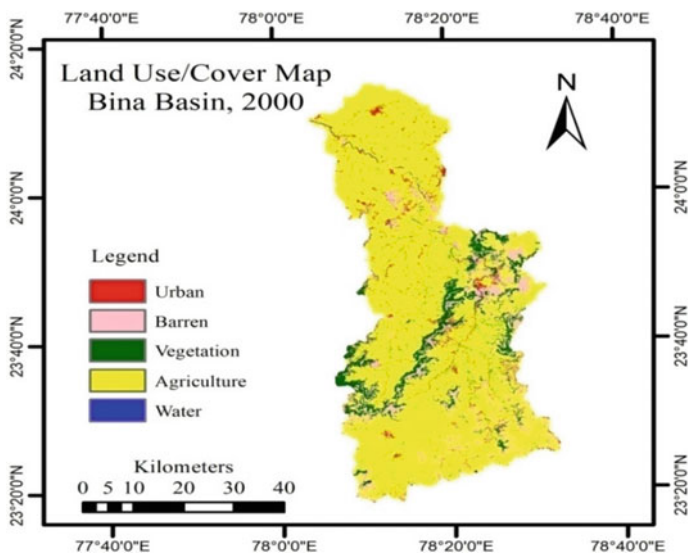 77°40'0"E 78°0'0"E 78°20'0"E 78°40'0"E
24°20'0"N
Land Use/Cover Map
Bina Basin, 2000
N
24°0'0"N 24°0'0"N
Legend
Urban
Barren
Vegetation
Agriculture
Water
23°40'0"N 23°40'0"N
Kilometers
0 5 10 20 30 40
23°20'0"N 23°20'0"N
77°40'0"E 78°0'0"E 78°20'0"E 78°40'0"E